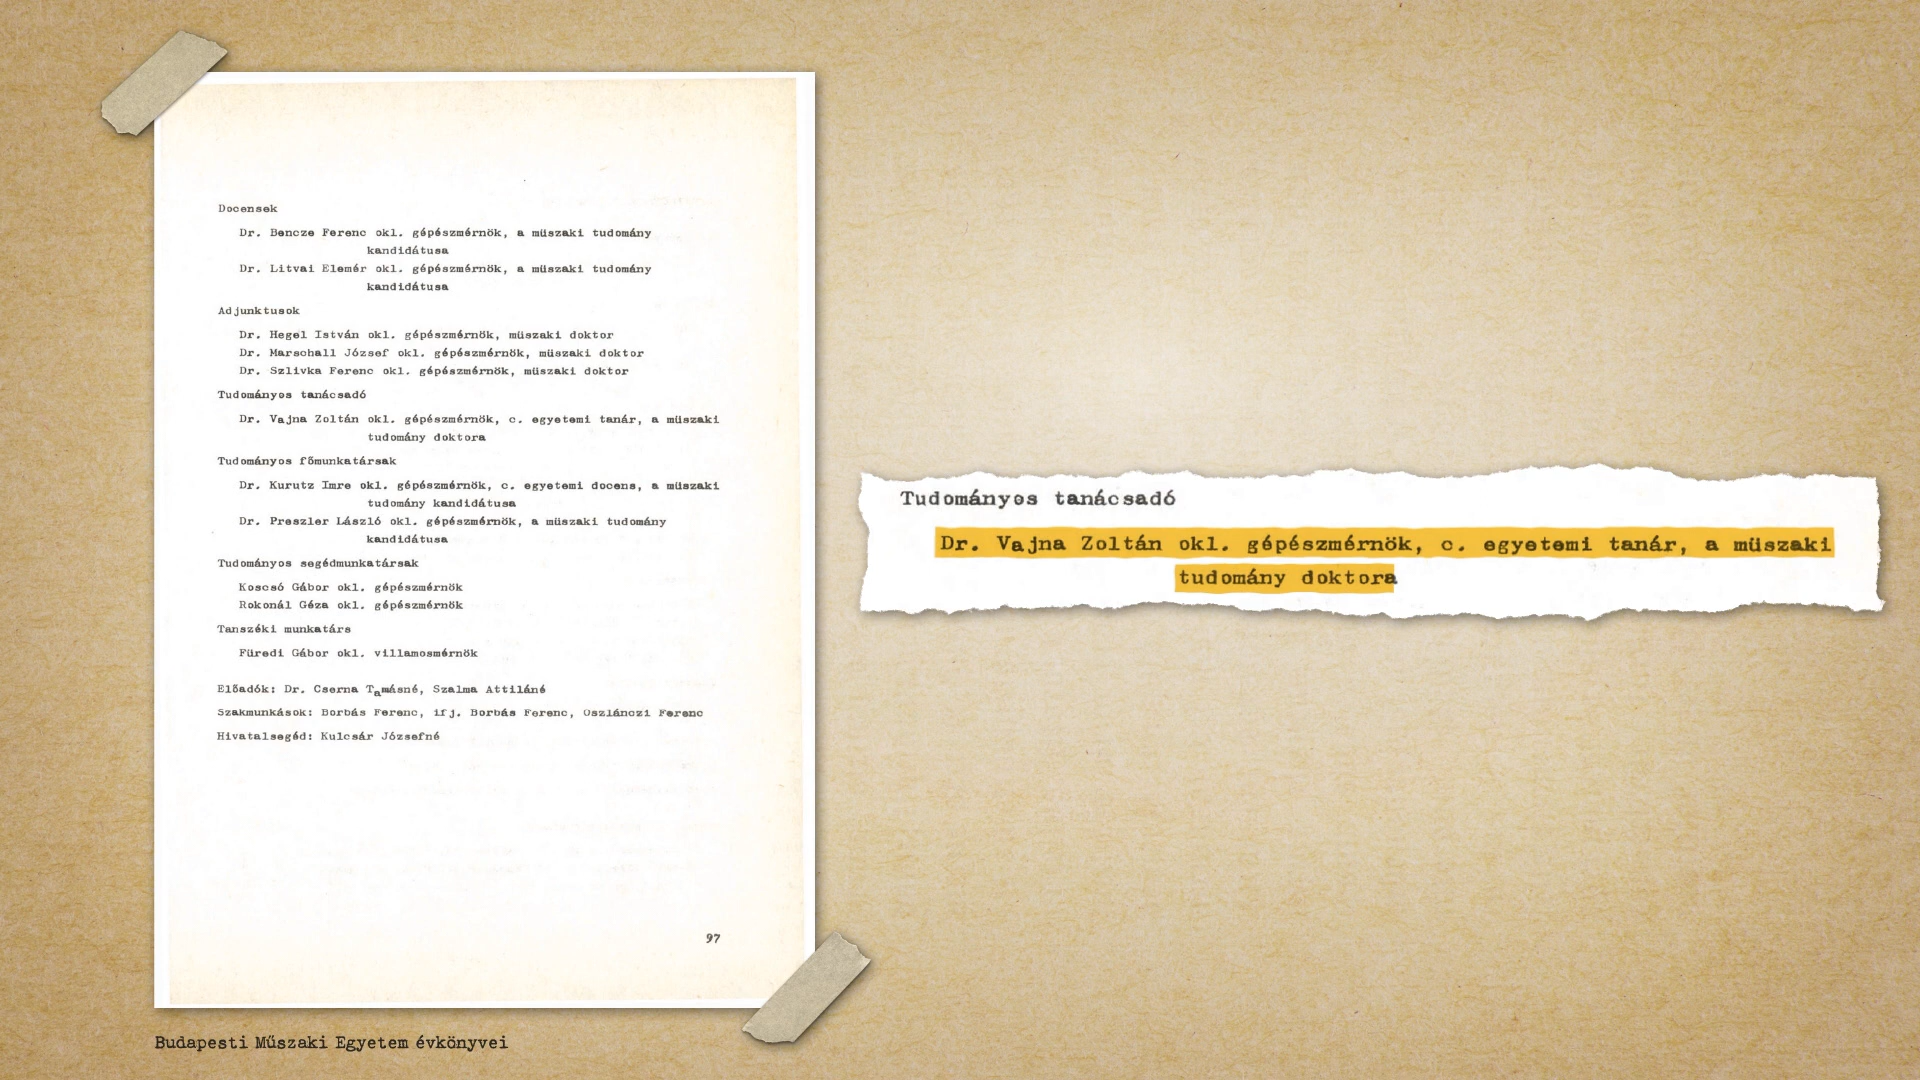 Docensek
Dr. Bencze Ferenc okl. gépészmérnök, a müszaki tudomány
kandidátusa
Dr. Litvai Elemér okl. gépészmérnök, a müszaki tudomány
kandidátusa
Adjunktusok
Dr. Hegel István okl. gépészmérnök, müszaki doktor
Dr. Marschall József okl. gépészmérnök, müszaki doktor
Dr. Szlivka Ferenc okl. gépészmérnök, müszaki doktor
Tudományos tanácsadó
Dr. Vajna Zoltán okl. gépészmérnök, c. egyetemi tanár, a müszaki
tudomány doktora
Tudományos főmunkatársak
Dr. Kurutz Imre okl. gépészmérnök, c. egyetemi docens, a müszaki
tudomány kandidátusa
Dr. Preszler László okl. gépészmérnök, a müszaki tudomány
kandidátusa
Tudományos segédmunkatársak
Koscsó Gábor okl. gépészmérnök
Rokonál Géza okl. gépészmérnök
Tanszéki munkatárs
Füredi Gábor okl. villamosmérnök
Előadók: Dr. Cserna Tamásné, Szalma Attiláné
Szakmunkások: Borbás Ferenc, ifj. Borbás Ferenc, Oszlánczi Ferenc
Hivatalsegéd: Kulcsár Józsefné
97
Budapesti Műszaki Egyetem évkönyvei
Tudományos tanácsadó
Dr. Vajna Zoltán okl. gépészmérnök, c. egyetemi tanár, a müszaki
tudomány doktora